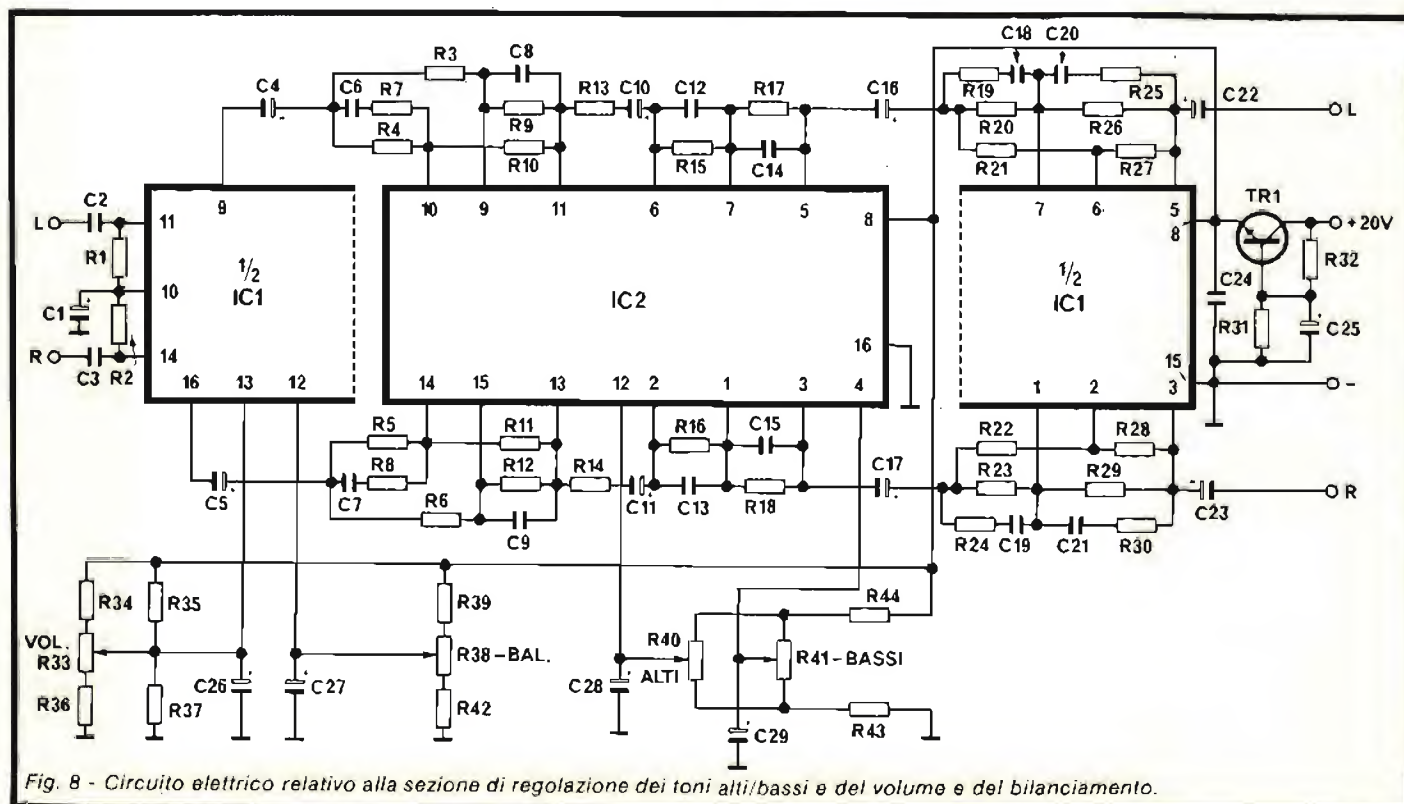 C18 C20
R3 C8
C4 C6 R7 R13 C10 C12 R17 C16 R19 R25 C22
R4 R9 R20 R26 L
R10 R15 C14 R21 R27
C2 9 10 9 11 6 7 5 7 6 5 TR1
L 11 8 8 +20V
R1 R32
1/2 1/2
C1 10 IC1 IC2 IC1 C24
R31 C25
R 14 16 15
C3 R2 16 13 12 14 15 13 12 2 1 3 4 1 2 3 -
R5 R11 R16 C15 R22 R28
R8 R12 R14 C17 R23 R29 R
C5 C7 R6 C11 C13 R18 C23
C9 R24 C19 C21 R30
R34 R35 R39 R44
VOL. R40
R33 R38-BAL. R41-BASSI
C26 C27 C28 ALTI
R36 R37 R42 R43
C29
Fig. 8 - Circuito elettrico relativo alla sezione di regolazione dei toni alti/bassi e del volume e del bilanciamento.